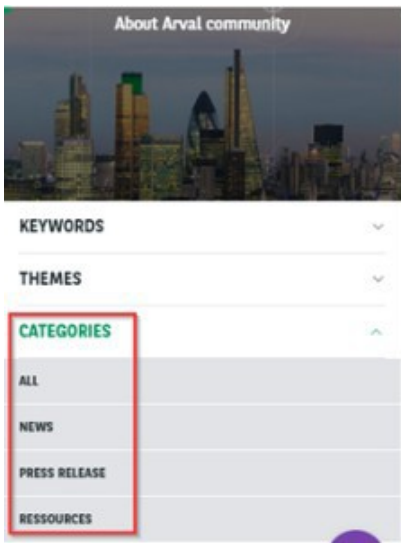 About Arval community
KEYWORDS
THEMES
CATEGORIES
ALL
NEWS
PRESS RELEASE
RESSOURCES